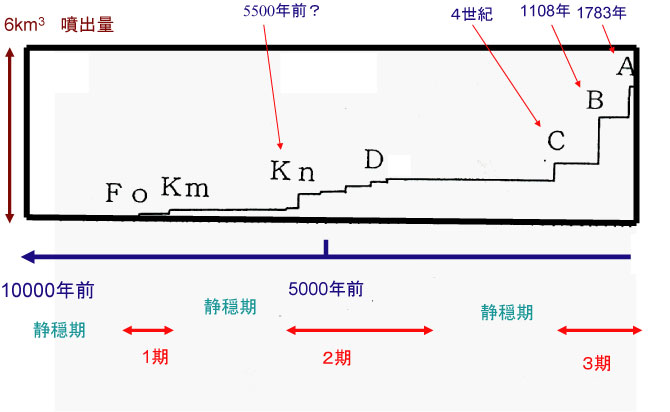 6km³ 噴出量
5500年前？
４世紀
1108年
1783年
A
B
C
D
Kn
Km
Fo
10000年前
5000年前
静穏期
静穏期
静穏期
1期
２期
３期